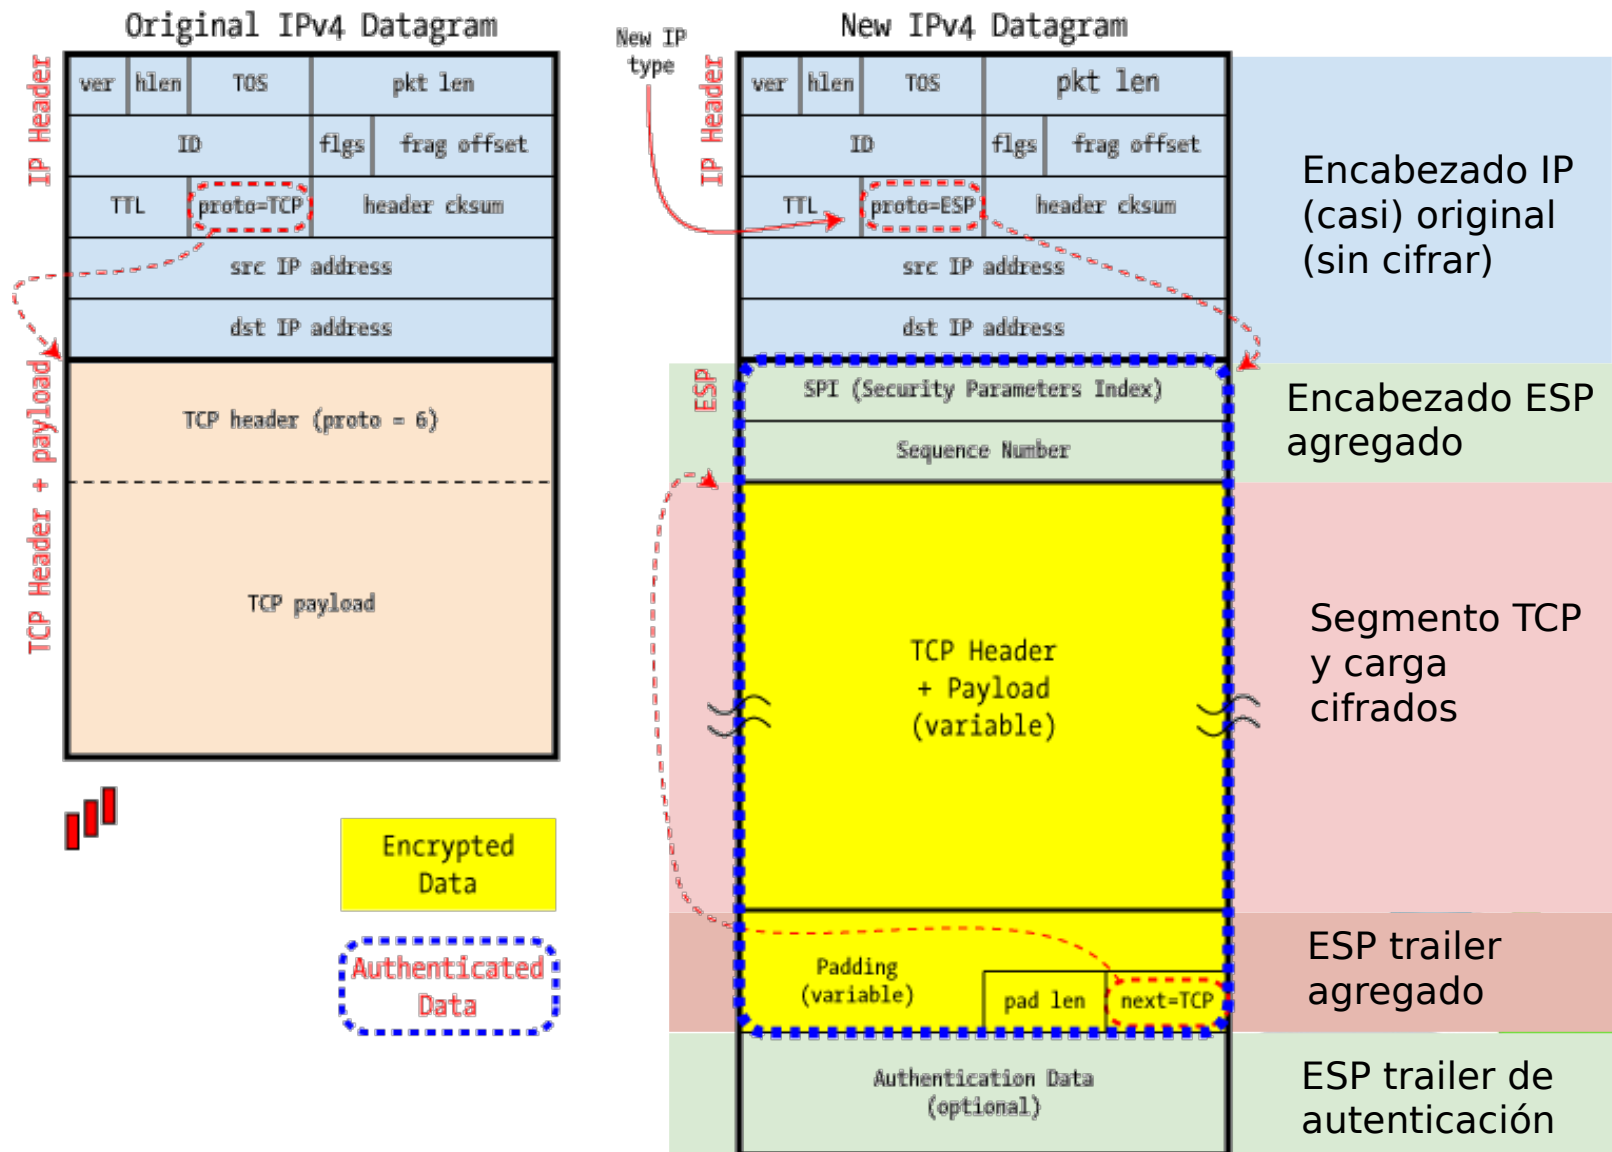 Original IPv4 Datagram
IP Header
ver hlen TOS pkt len
ID flgs frag offset
TTL proto=TCP header cksum
src IP address
dst IP address
TCP Header + payload
TCP header (proto = 6)
TCP payload
Encrypted
Data
Authenticated
Data
New IPv4 Datagram
New IP
type
IP Header
ver hlen TOS pkt len
ID flgs frag offset
TTL proto=ESP header cksum
src IP address
dst IP address
ESP
SPI (Security Parameters Index)
Sequence Number
TCP Header
+ Payload
(variable)
Padding
(variable)
pad len
next=TCP
Authentication Data
(optional)
Encabezado IP
(casi) original
(sin cifrar)
Encabezado ESP
agregado
Segmento TCP
y carga
cifrados
ESP trailer
agregado
ESP trailer de
autenticación